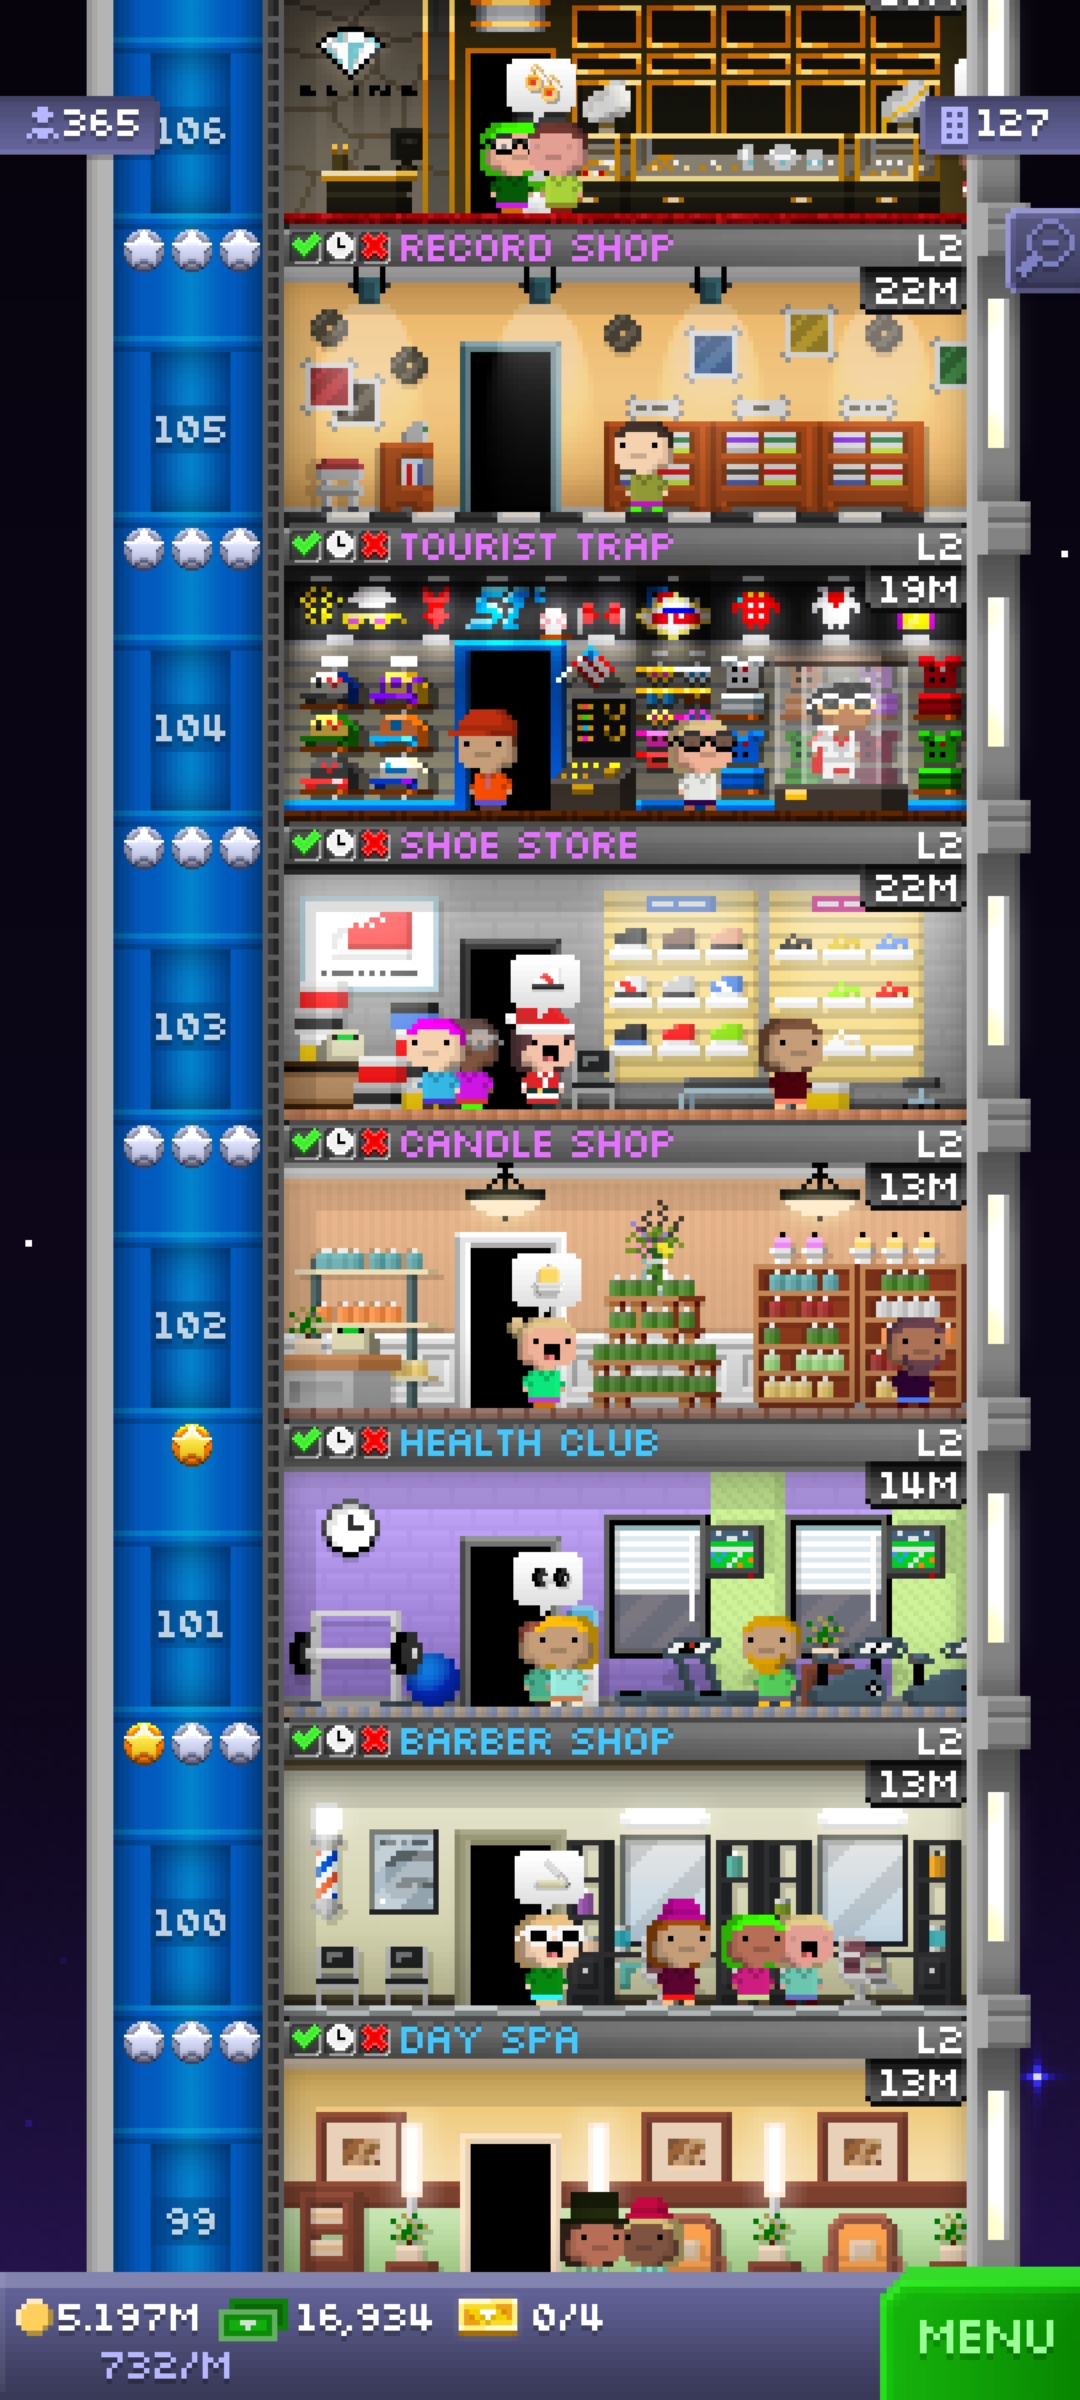 365
106
127
RECORD SHOP L2
22M
105
TOURIST TRAP L2
19M
104
SHOE STORE L2
22M
103
CANDLE SHOP L2
13M
102
HEALTH CLUB L2
14M
101
BARBER SHOP L2
13M
100
DAY SPA L2
13M
99
5.197M 16,934 0/4
732/M
MENU